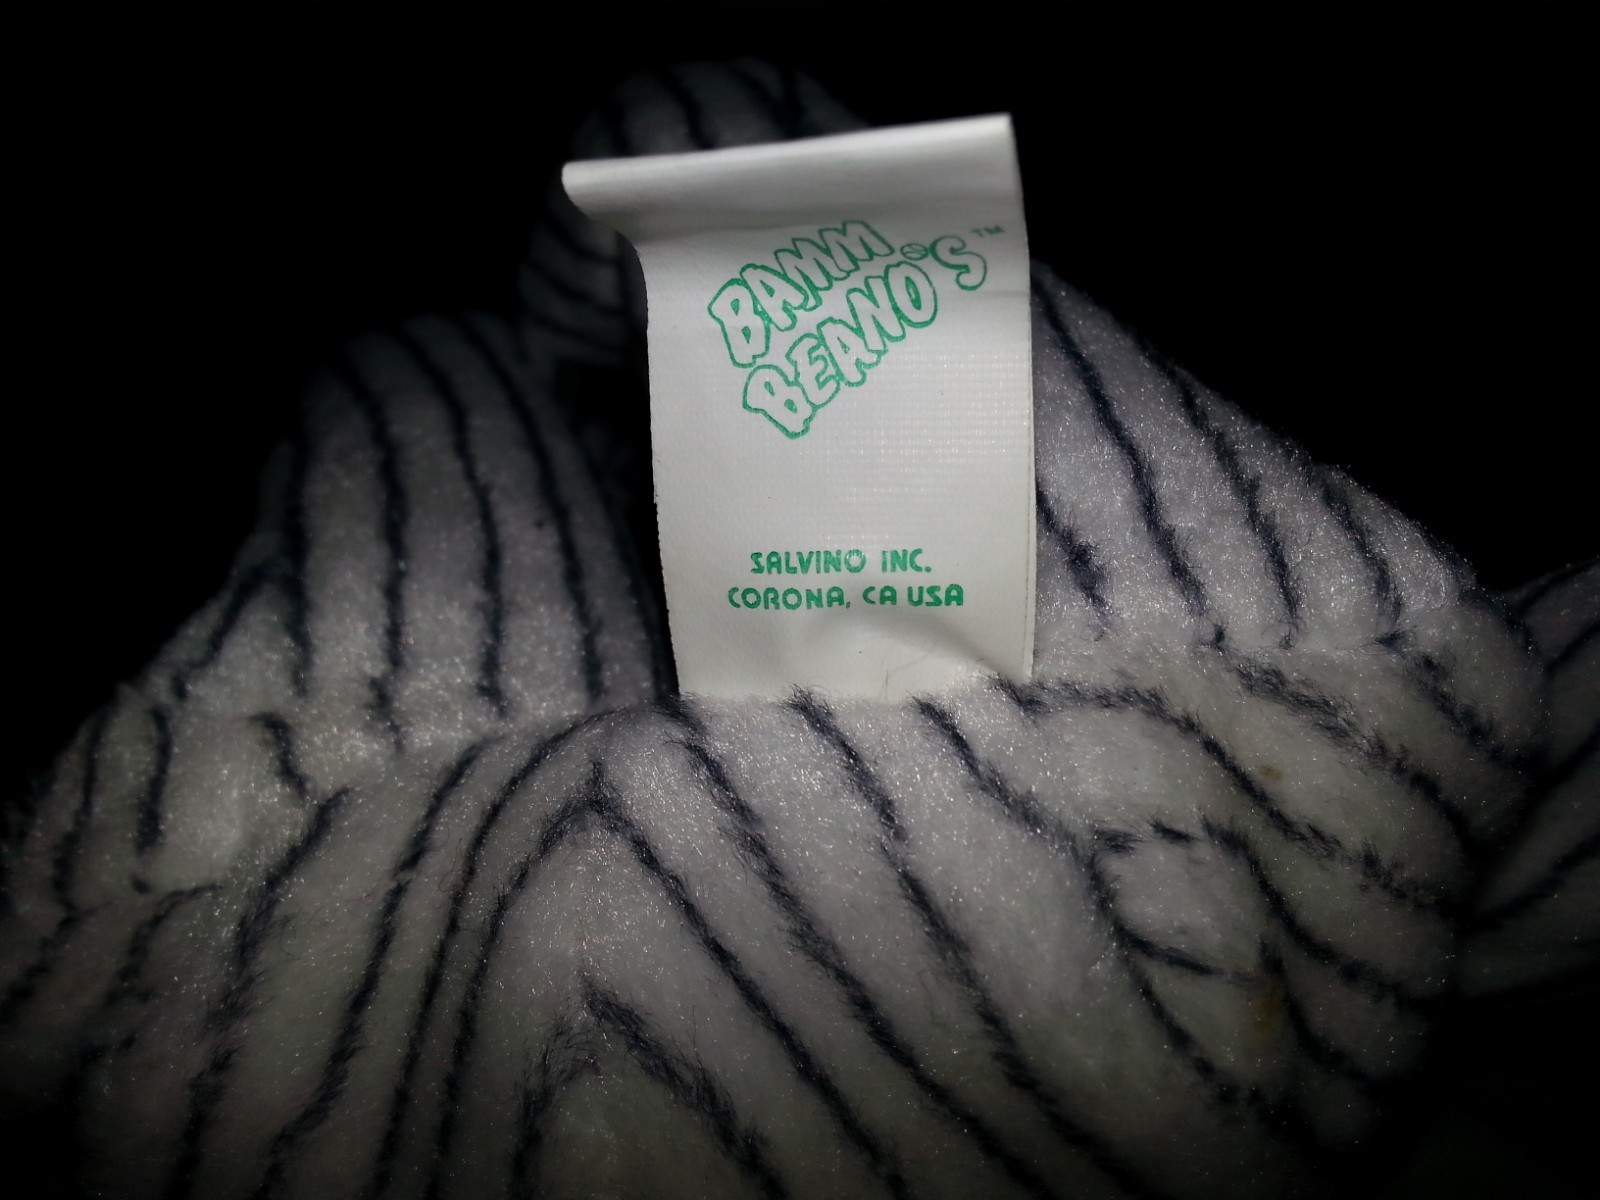 BAMM
BEANO'S™
SALVINO INC.
CORONA, CA USA